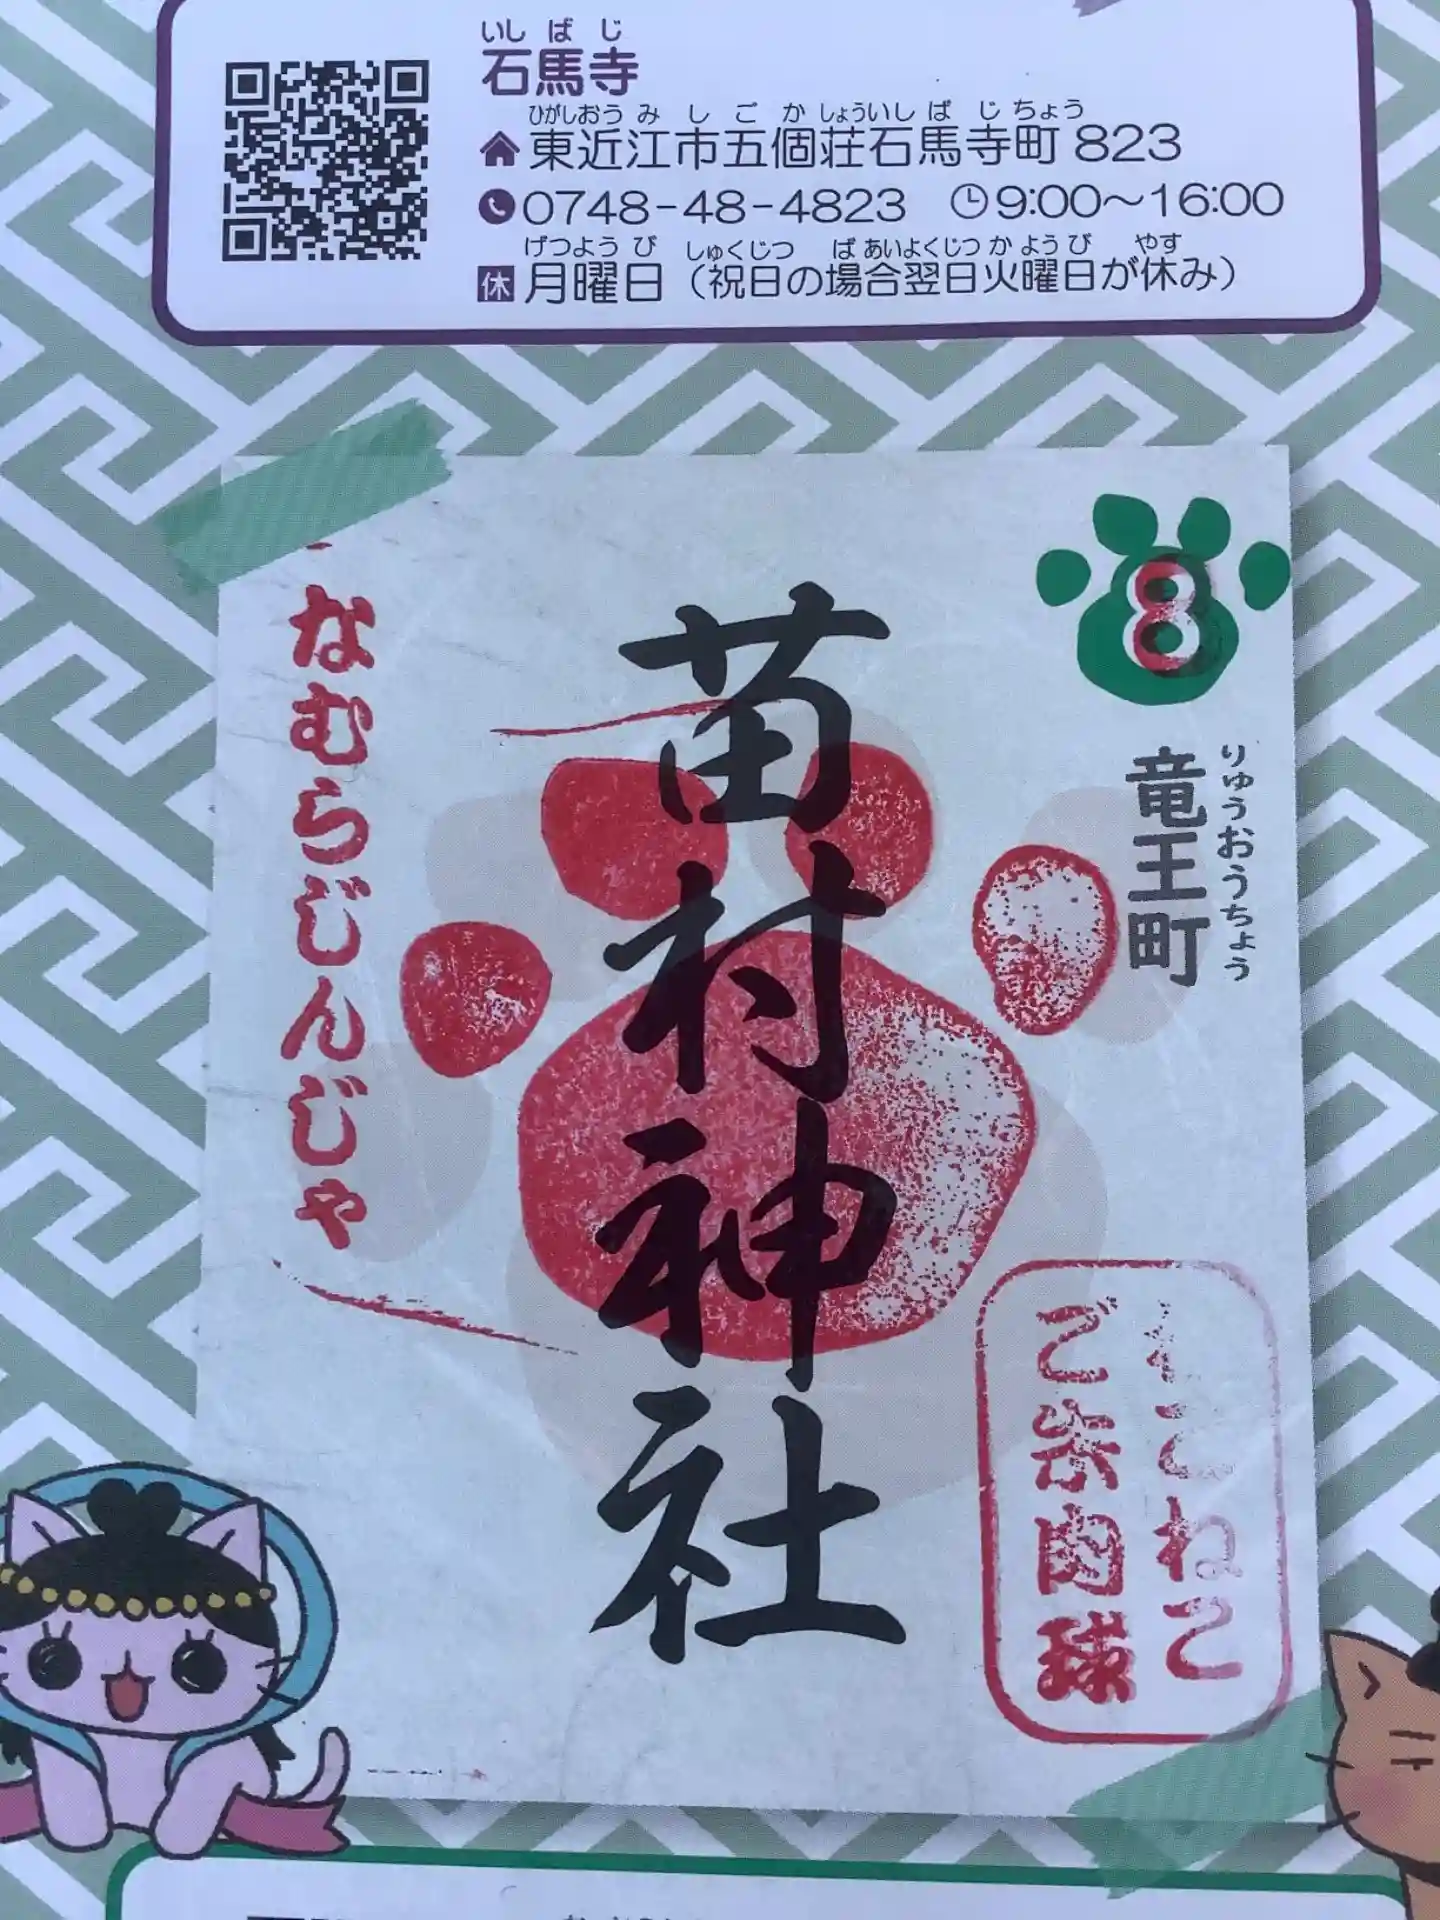 いしばじ
石馬寺
ひがしおうみしごかしょういしばじちょう
東近江市五個荘石馬寺町 823
0748-48-4823 9:00～16:00
げつようび しゅくじつ ばあいよくじつかようび やす
休 月曜日（祝日の場合翌日火曜日が休み）
8
りゅうおうちょう
竜王町
苗村神社
なむらじんじゃ
ねこ
ご朱肉球